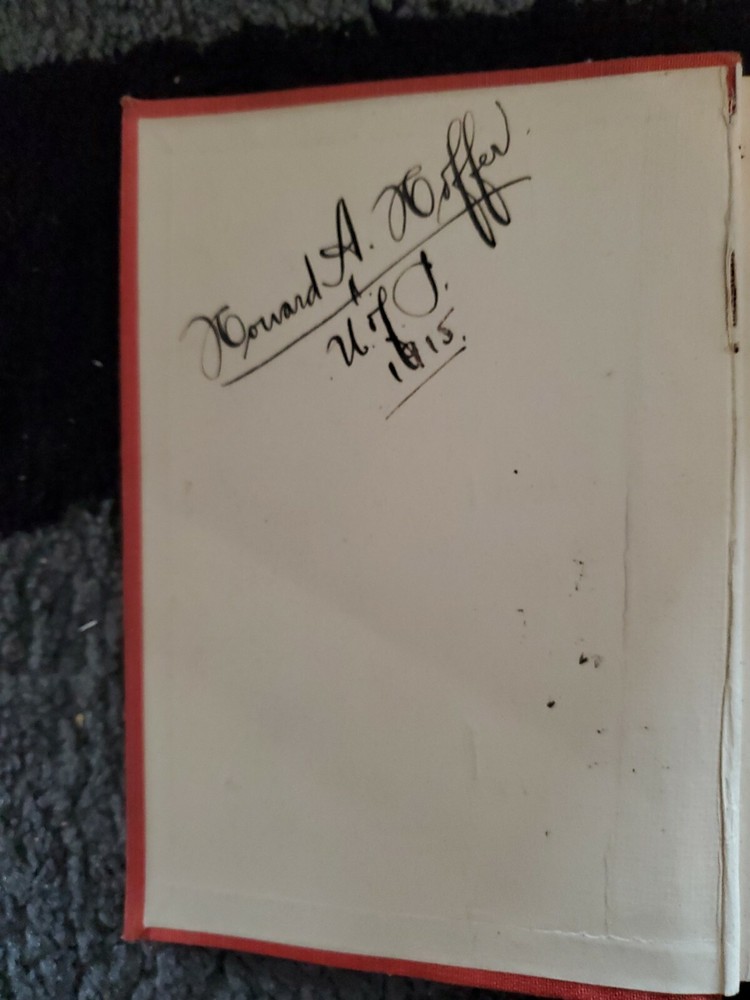 Howard A. Hoffer.
U. of P.
1915.